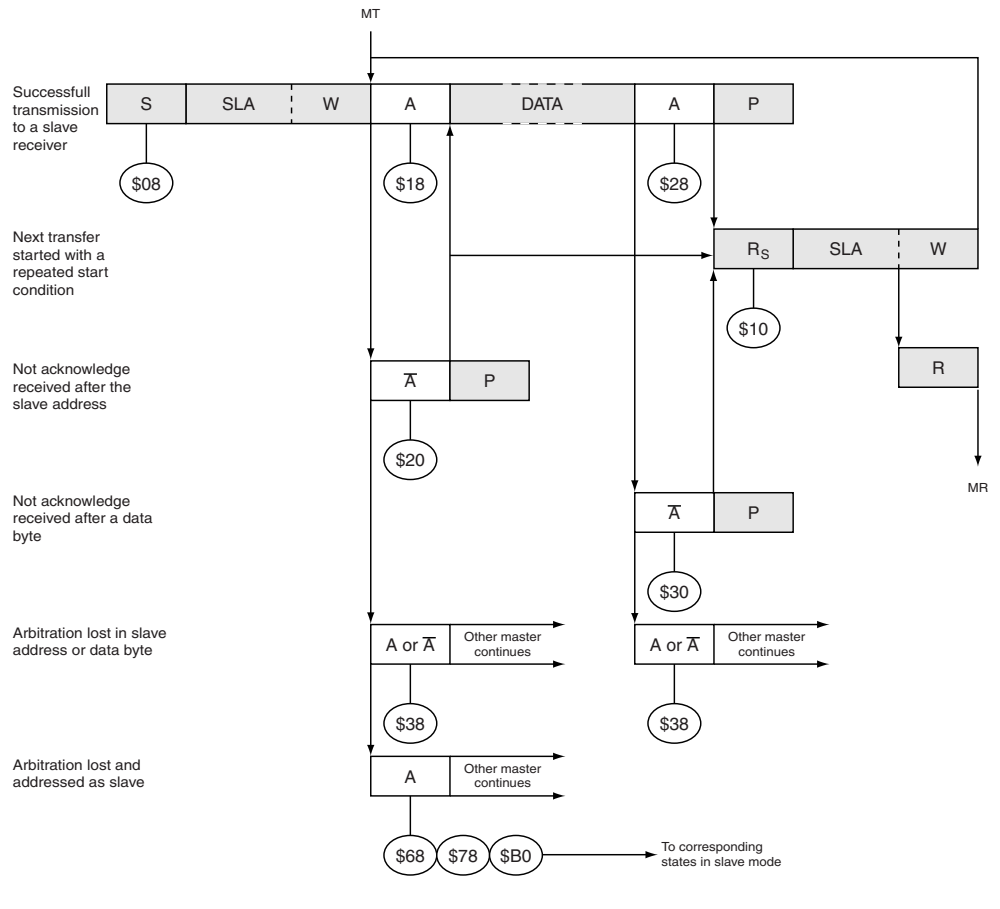 MT
Successfull
transmission
to a slave
receiver
S SLA W A DATA A P
$08 $18 $28
Next transfer
started with a
repeated start
condition
RS SLA W
$10
Not acknowledge
received after the
slave address
A̅ P
R
$20
MR
Not acknowledge
received after a data
byte
A̅ P
$30
Arbitration lost in slave
address or data byte
A or A̅ Other master
continues
A or A̅ Other master
continues
$38 $38
Arbitration lost and
addressed as slave
A Other master
continues
$68 $78 $B0
To corresponding
states in slave mode